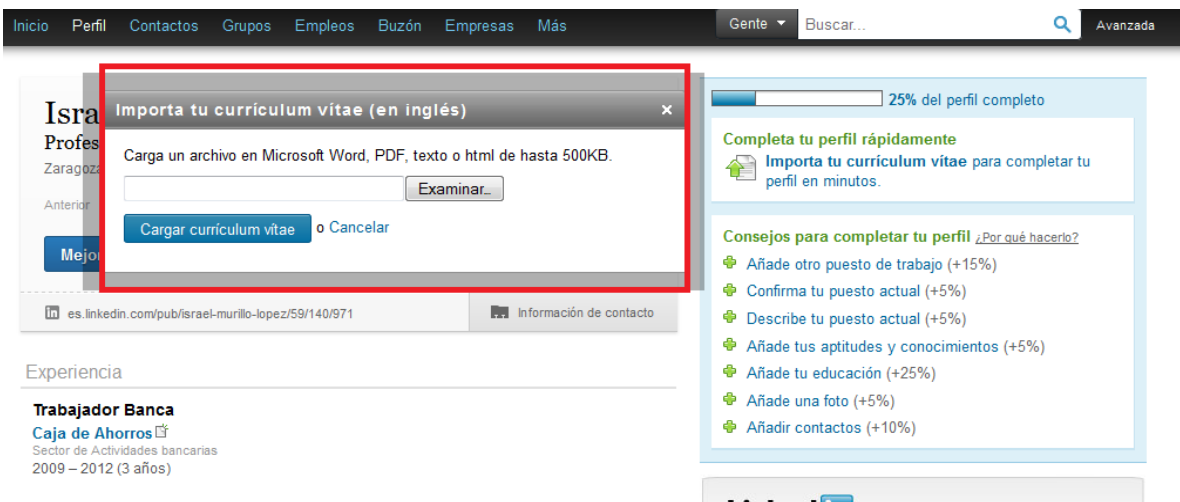 Inicio Perfil Contactos Grupos Empleos Buzón Empresas Más Gente Buscar... Avanzada
Importa tu currículum vítae (en inglés) ×
Carga un archivo en Microsoft Word, PDF, texto o html de hasta 500KB.
Examinar...
Cargar currículum vítae o Cancelar
Isra
Profes
Zaragoza
Anterior
Mejo
es.linkedin.com/pub/israel-murillo-lopez/59/140/971 Información de contacto
Experiencia
Trabajador Banca
Caja de Ahorros
Sector de Actividades bancarias
2009 – 2012 (3 años)
25% del perfil completo
Completa tu perfil rápidamente
Importa tu currículum vítae para completar tu
perfil en minutos.
Consejos para completar tu perfil ¿Por qué hacerlo?
Añade otro puesto de trabajo (+15%)
Confirma tu puesto actual (+5%)
Describe tu puesto actual (+5%)
Añade tus aptitudes y conocimientos (+5%)
Añade tu educación (+25%)
Añade una foto (+5%)
Añadir contactos (+10%)